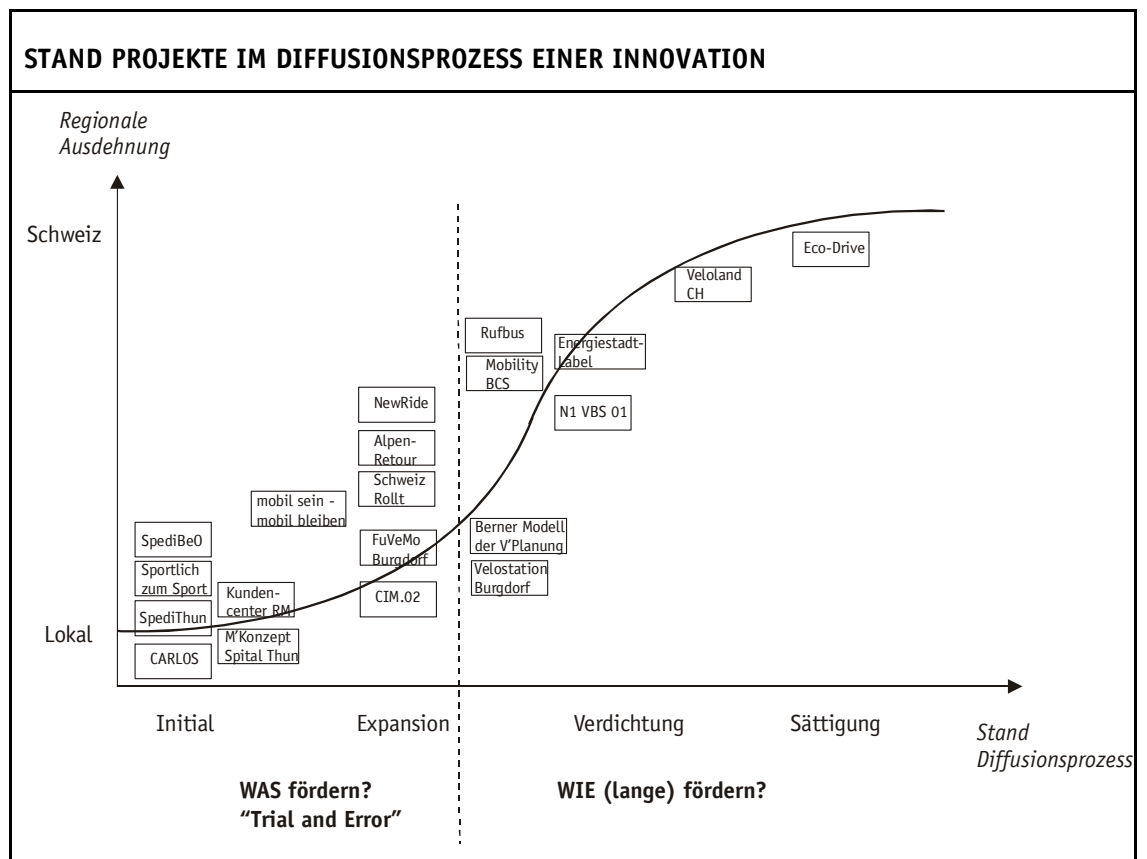 STAND PROJEKTE IM DIFFUSIONSPROZESS EINER INNOVATION
Regionale
Ausdehnung
Schweiz
Eco-Drive
Veloland
CH
Rufbus
Energiestadt-
Label
Mobility
BCS
NewRide
N1 VBS 01
Alpen-
Retour
Schweiz
Rollt
mobil sein -
mobil bleiben
SpediBeO
FuVeMo
Burgdorf
Berner Modell
der V'Planung
Sportlich
zum Sport
Velostation
Burgdorf
Kunden-
center RM
CIM.02
SpediThun
Lokal
M'Konzept
Spital Thun
CARLOS
Initial
Expansion
Verdichtung
Sättigung
Stand
Diffusionsprozess
WAS fördern?
“Trial and Error”
WIE (lange) fördern?